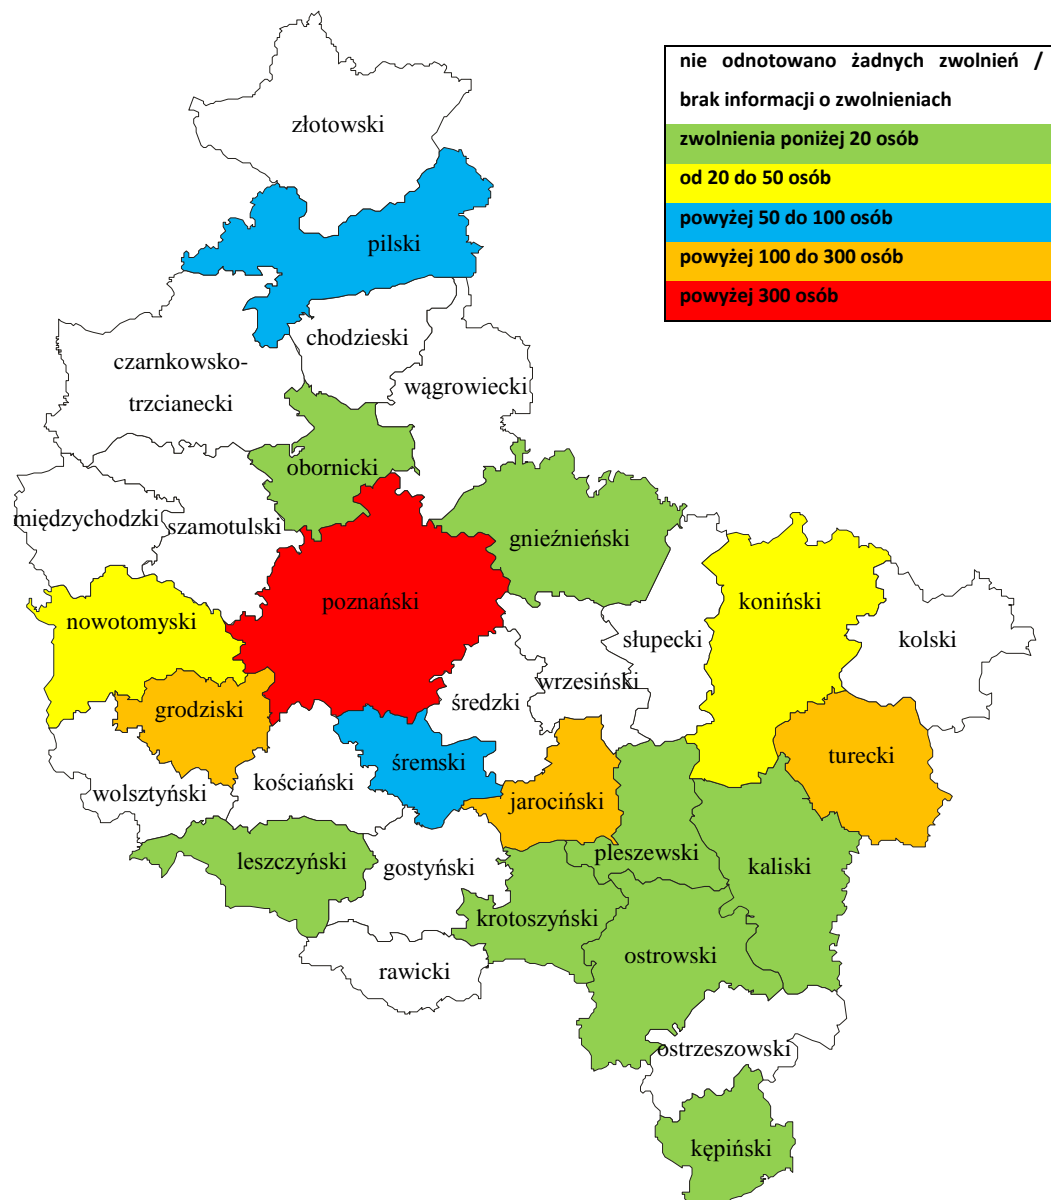 nie odnotowano żadnych zwolnień /
brak informacji o zwolnieniach
zwolnienia poniżej 20 osób
od 20 do 50 osób
powyżej 50 do 100 osób
powyżej 100 do 300 osób
powyżej 300 osób
złotowski
pilski
chodzieski
czarnkowsko-
trzcianecki
wągrowiecki
obornicki
międzychodzki
szamotulski
gnieźnieński
poznański
koniński
nowotomyski
słupecki
kolski
średzki
wrzesiński
grodziski
turecki
śremski
kościański
wolsztyński
jarociński
leszczyński
gostyński
pleszewski
kaliski
krotoszyński
ostrowski
rawicki
ostrzeszowski
kępiński